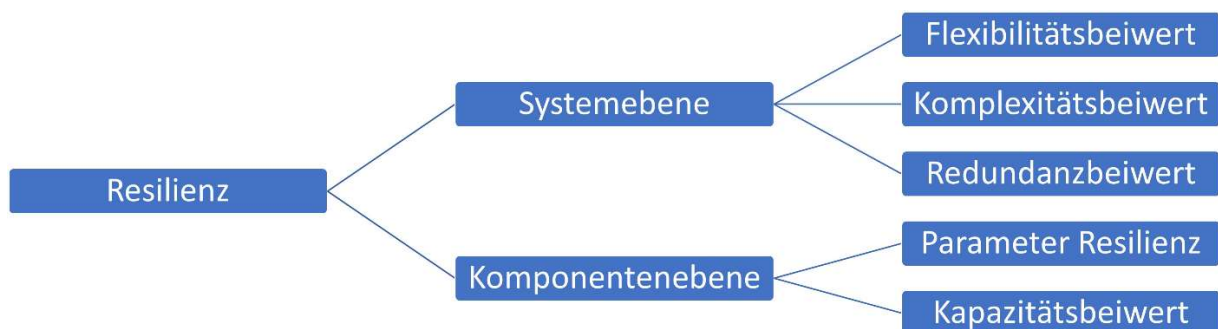 Resilienz
Systemebene
Flexibilitätsbeiwert
Komplexitätsbeiwert
Redundanzbeiwert
Komponentenebene
Parameter Resilienz
Kapazitätsbeiwert